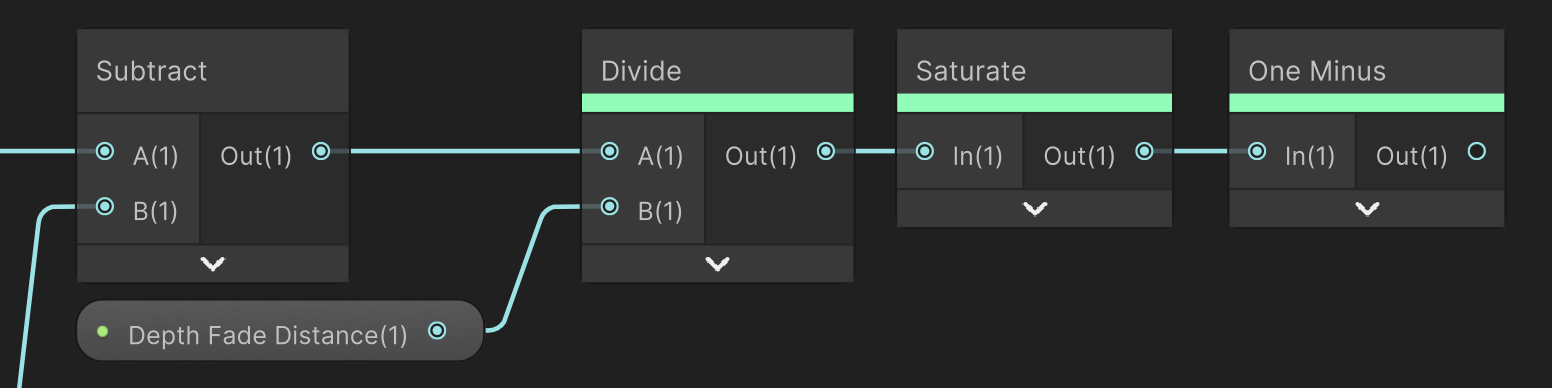 Subtract
A(1)
Out(1)
B(1)
Depth Fade Distance(1)
Divide
A(1)
Out(1)
B(1)
Saturate
In(1)
Out(1)
One Minus
In(1)
Out(1)